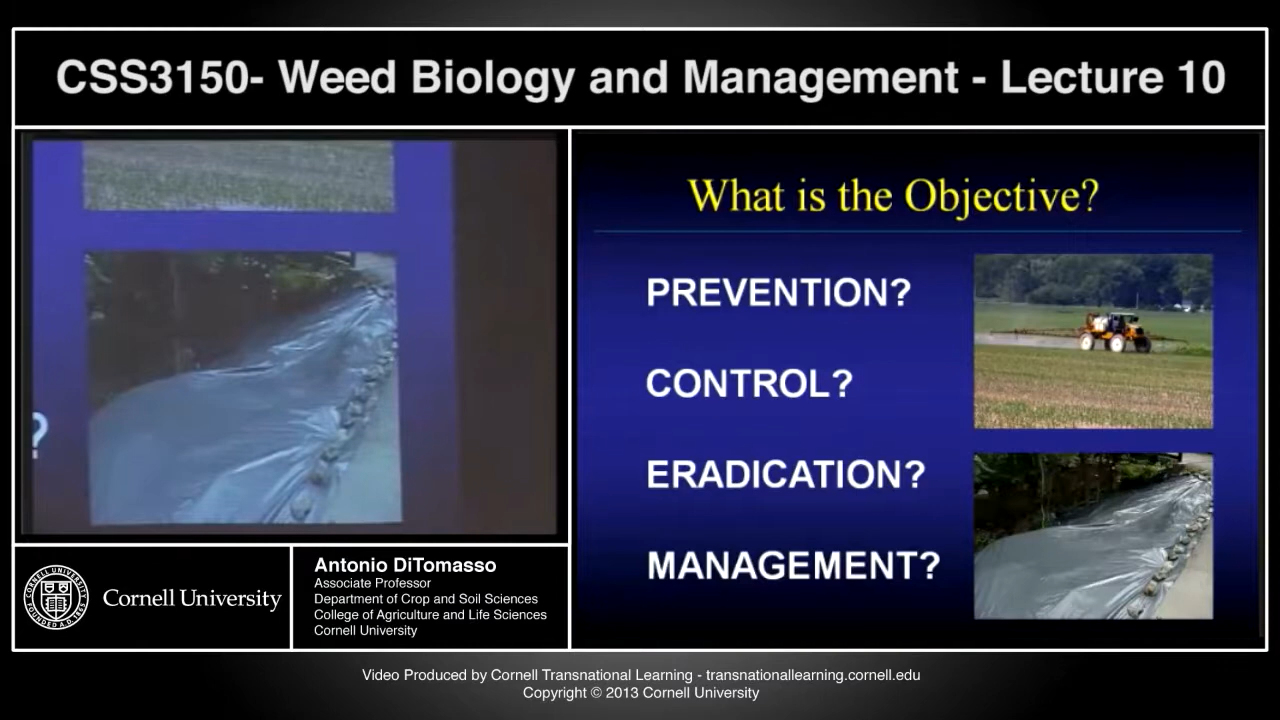 CSS3150- Weed Biology and Management - Lecture 10
?
What is the Objective?
PREVENTION?
CONTROL?
ERADICATION?
MANAGEMENT?
CORNELL UNIVERSITY
FOUNDED A.D. 1865
Cornell University
Antonio DiTomasso
Associate Professor
Department of Crop and Soil Sciences
College of Agriculture and Life Sciences
Cornell University
Video Produced by Cornell Transnational Learning - transnationallearning.cornell.edu
Copyright © 2013 Cornell University